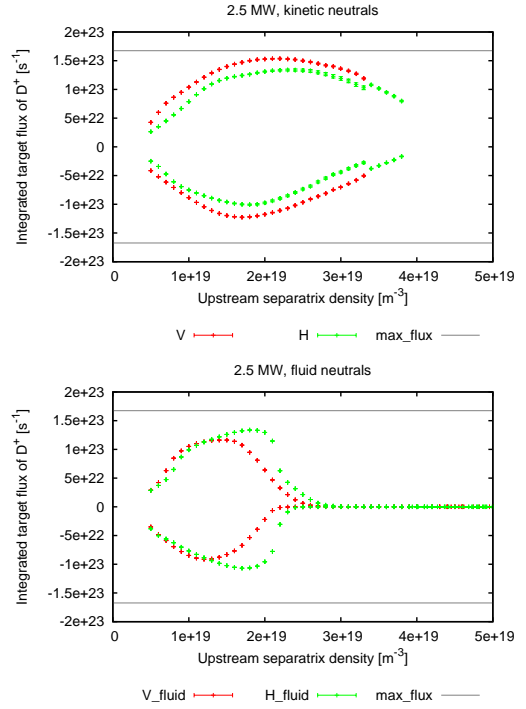 2.5 MW, kinetic neutrals
Integrated target flux of D+ [s-1]
2e+23
1.5e+23
1e+23
5e+22
0
-5e+22
-1e+23
-1.5e+23
-2e+23
0 1e+19 2e+19 3e+19 4e+19 5e+19
Upstream separatrix density [m-3]
V H max_flux
2.5 MW, fluid neutrals
Integrated target flux of D+ [s-1]
2e+23
1.5e+23
1e+23
5e+22
0
-5e+22
-1e+23
-1.5e+23
-2e+23
0 1e+19 2e+19 3e+19 4e+19 5e+19
Upstream separatrix density [m-3]
V_fluid H_fluid max_flux